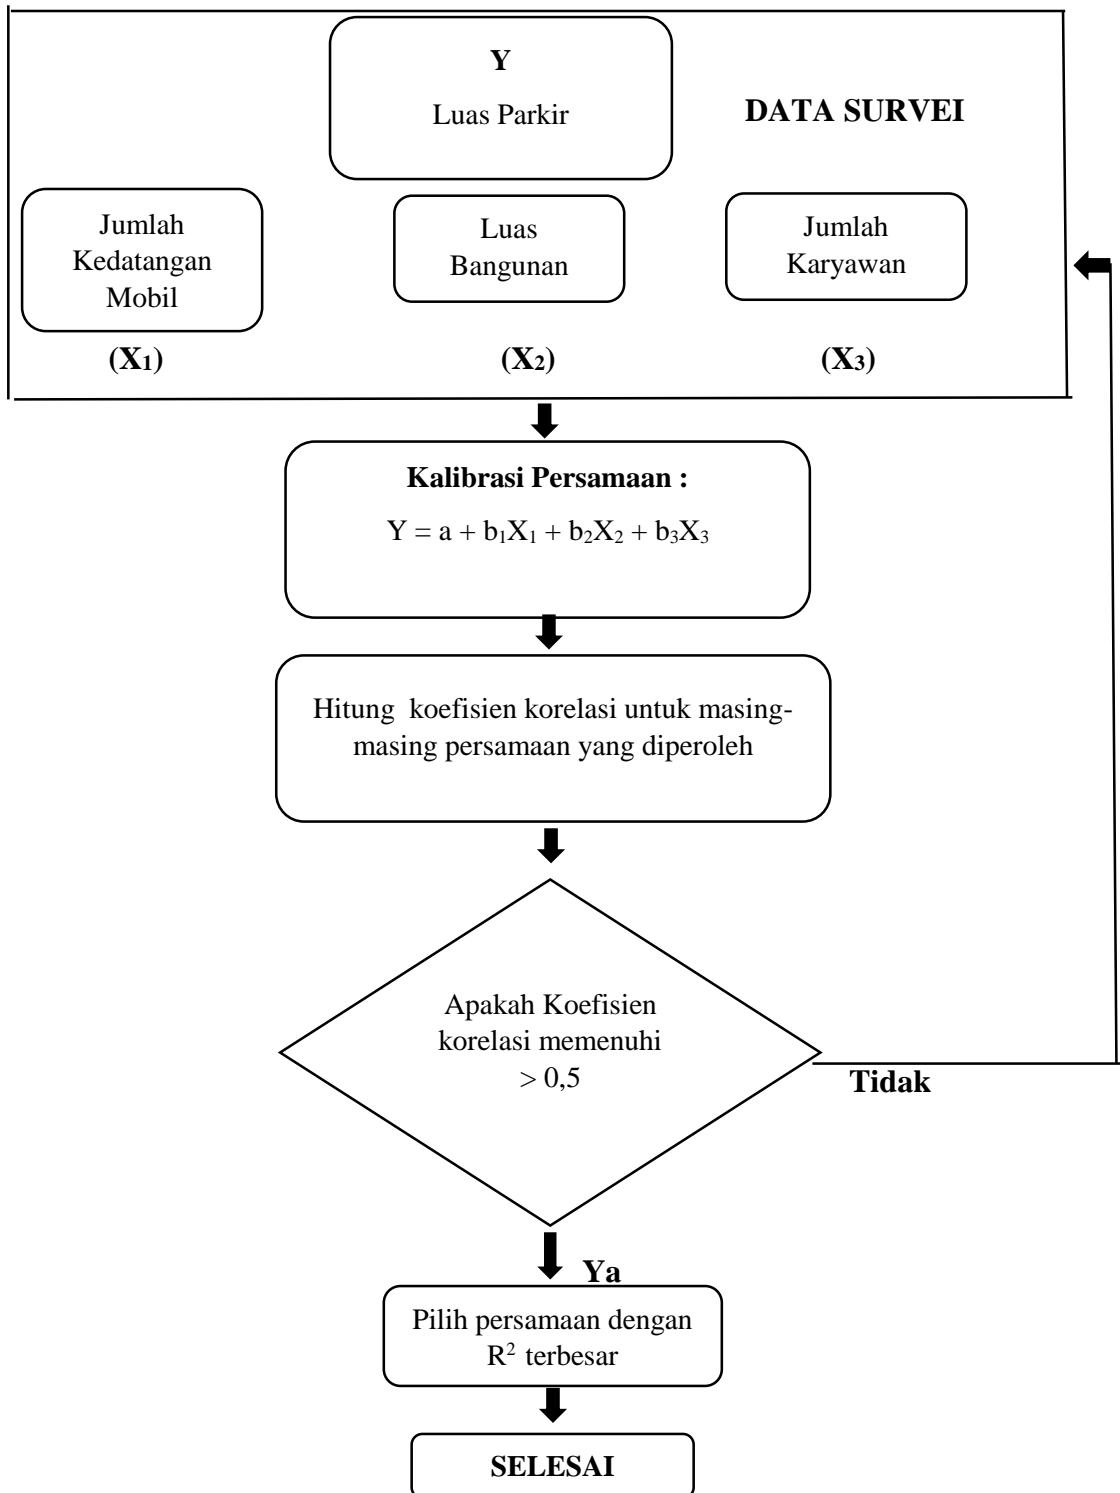 Y
Luas Parkir
DATA SURVEI
Jumlah
Kedatangan
Mobil
(X₁)
Luas
Bangunan
(X₂)
Jumlah
Karyawan
(X₃)
Kalibrasi Persamaan :
Y = a + b₁X₁ + b₂X₂ + b₃X₃
Hitung koefisien korelasi untuk masing-
masing persamaan yang diperoleh
Apakah Koefisien
korelasi memenuhi
> 0,5
Tidak
Ya
Pilih persamaan dengan
R² terbesar
SELESAI